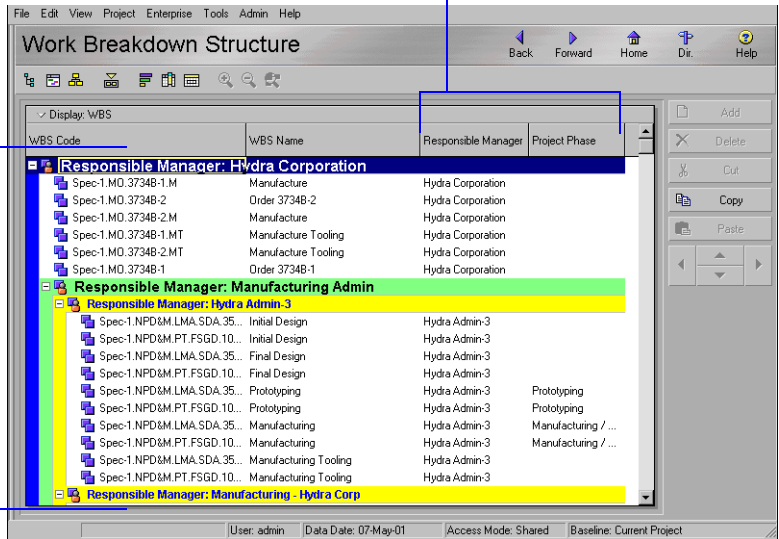 File Edit View Project Enterprise Tools Admin Help
Work Breakdown Structure
Back Forward Home Dir. Help
Display: WBS
WBS Code WBS Name Responsible Manager Project Phase
Responsible Manager: Hydra Corporation
Spec-1.MO.3734B-1.M Manufacture Hydra Corporation
Spec-1.MO.3734B-2 Order 3734B-2 Hydra Corporation
Spec-1.MO.3734B-2.M Manufacture Hydra Corporation
Spec-1.MO.3734B-1.MT Manufacture Tooling Hydra Corporation
Spec-1.MO.3734B-2.MT Manufacture Tooling Hydra Corporation
Spec-1.MO.3734B-1 Order 3734B-1 Hydra Corporation
Responsible Manager: Manufacturing Admin
Responsible Manager: Hydra Admin-3
Spec-1.NPD&M.LMA.SDA.35... Initial Design Hydra Admin-3
Spec-1.NPD&M.PT.FSGD.10... Initial Design Hydra Admin-3
Spec-1.NPD&M.LMA.SDA.35... Final Design Hydra Admin-3
Spec-1.NPD&M.PT.FSGD.10... Final Design Hydra Admin-3
Spec-1.NPD&M.LMA.SDA.35... Prototyping Hydra Admin-3 Prototyping
Spec-1.NPD&M.PT.FSGD.10... Prototyping Hydra Admin-3 Prototyping
Spec-1.NPD&M.LMA.SDA.35... Manufacturing Hydra Admin-3 Manufacturing / ...
Spec-1.NPD&M.PT.FSGD.10... Manufacturing Hydra Admin-3 Manufacturing / ...
Spec-1.NPD&M.LMA.SDA.35... Manufacturing Tooling Hydra Admin-3
Spec-1.NPD&M.PT.FSGD.10... Manufacturing Tooling Hydra Admin-3
Responsible Manager: Manufacturing - Hydra Corp
Add
Delete
Cut
Copy
Paste
User: admin Data Date: 07-May-01 Access Mode: Shared Baseline: Current Project